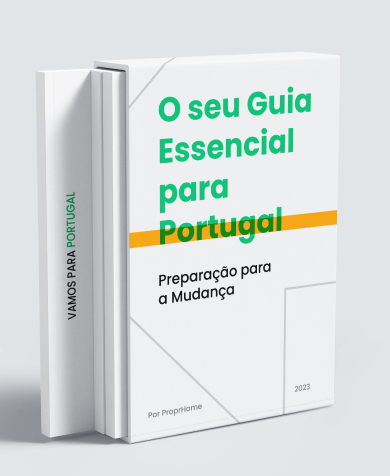 VAMOS PARA PORTUGAL
O seu Guia
Essencial
para
Portugal
Preparação para
a Mudança
Por ProprHome
2023